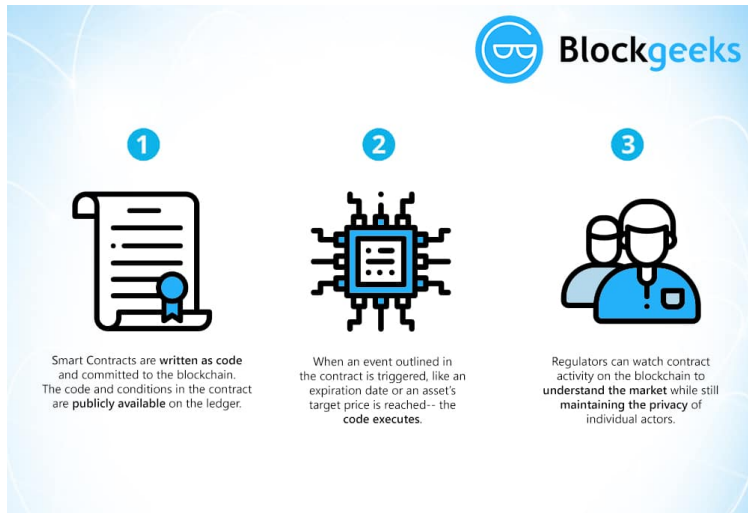 Blockgeeks
1
Smart Contracts are written as code
and committed to the blockchain.
The code and conditions in the contract
are publicly available on the ledger.
2
When an event outlined in
the contract is triggered, like an
expiration date or an asset's
target price is reached-- the
code executes.
3
Regulators can watch contract
activity on the blockchain to
understand the market while still
maintaining the privacy of
individual actors.